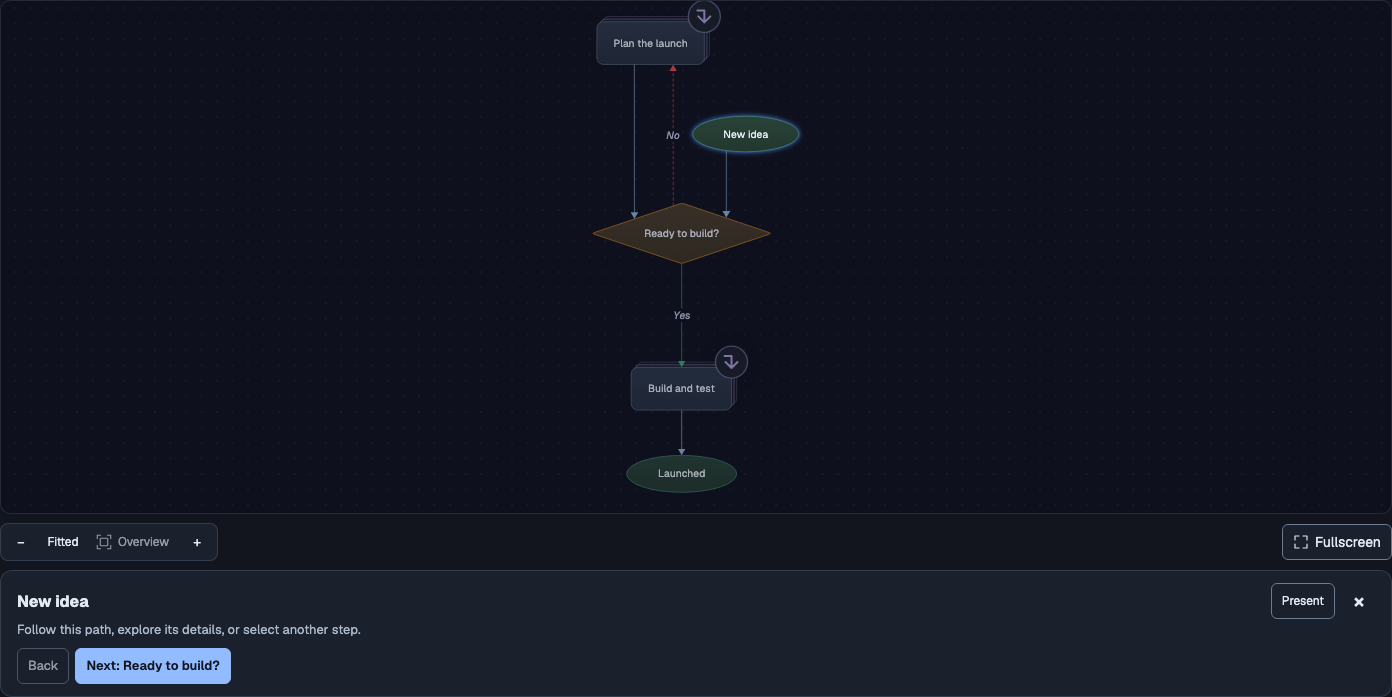 Plan the launch
No
New idea
Ready to build?
Yes
Build and test
Launched
– Fitted Overview +
Fullscreen
New idea
Present ×
Follow this path, explore its details, or select another step.
Back
Next: Ready to build?